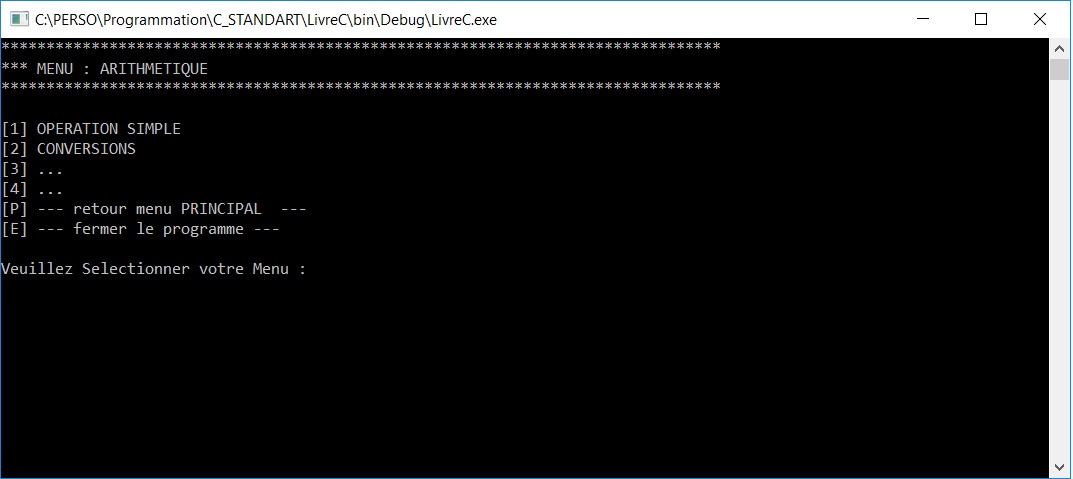 C:\PERSO\Programmation\C_STANDART\LivreC\bin\Debug\LivreC.exe
********************************************************************************
*** MENU : ARITHMETIQUE
********************************************************************************
[1] OPERATION SIMPLE
[2] CONVERSIONS
[3] ...
[4] ...
[P] --- retour menu PRINCIPAL  ---
[E] --- fermer le programme ---
Veuillez Selectionner votre Menu :